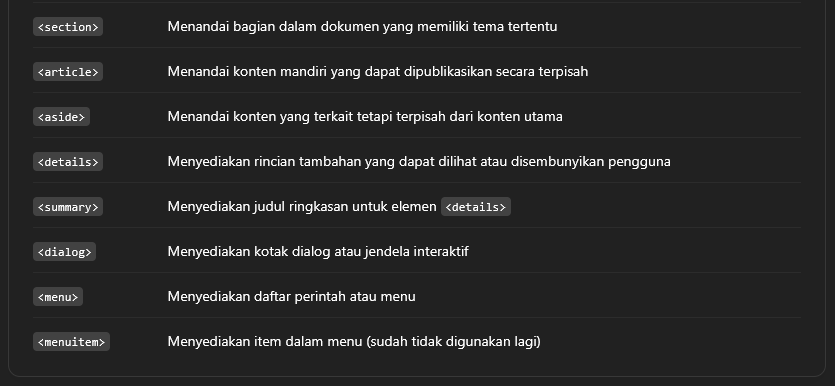 <section> Menandai bagian dalam dokumen yang memiliki tema tertentu
<article> Menandai konten mandiri yang dapat dipublikasikan secara terpisah
<aside> Menandai konten yang terkait tetapi terpisah dari konten utama
<details> Menyediakan rincian tambahan yang dapat dilihat atau disembunyikan pengguna
<summary> Menyediakan judul ringkasan untuk elemen <details>
<dialog> Menyediakan kotak dialog atau jendela interaktif
<menu> Menyediakan daftar perintah atau menu
<menuitem> Menyediakan item dalam menu (sudah tidak digunakan lagi)